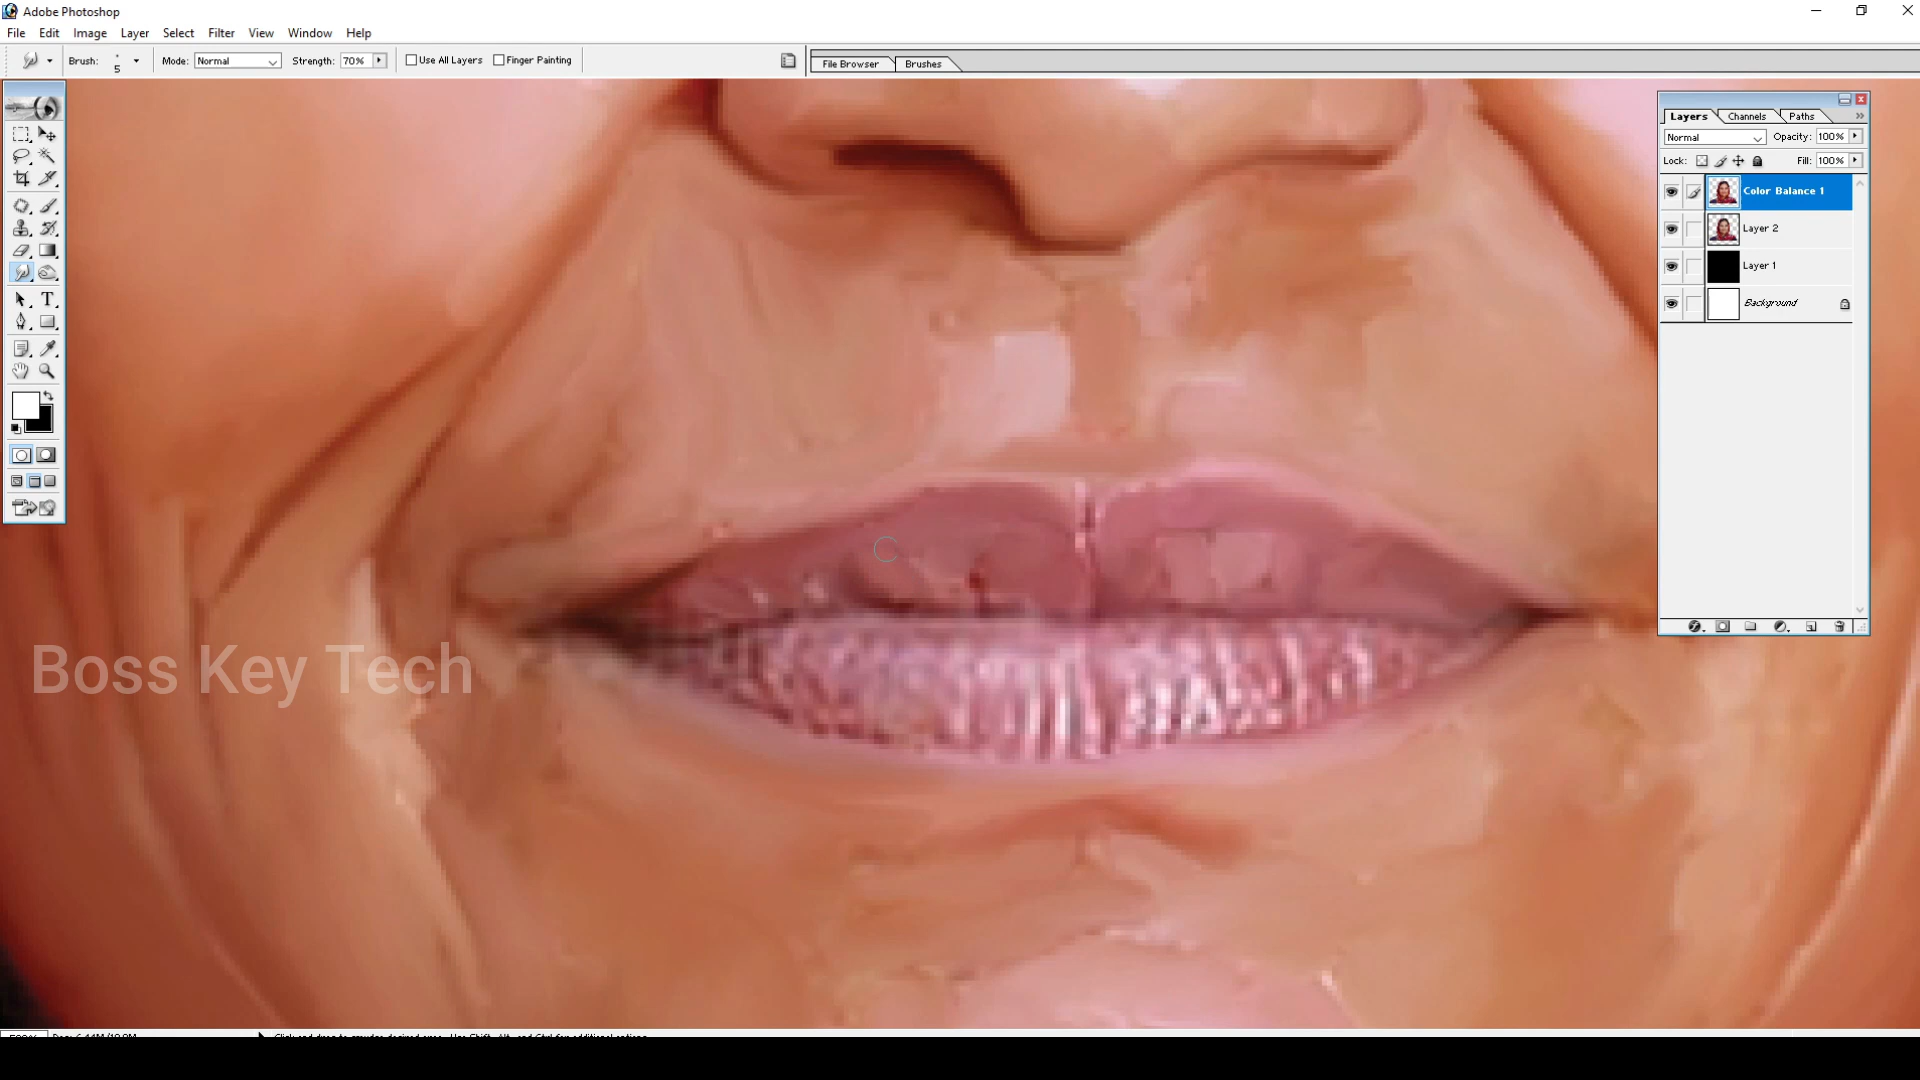 Adobe Photoshop
File Edit Image Layer Select Filter View Window Help
Brush: 5 Mode: Normal Strength: 70% Use All Layers Finger Painting File Browser Brushes
Layers Channels Paths
Normal Opacity: 100%
Lock: Fill: 100%
Color Balance 1
Layer 2
Layer 1
Background
Boss Key Tech